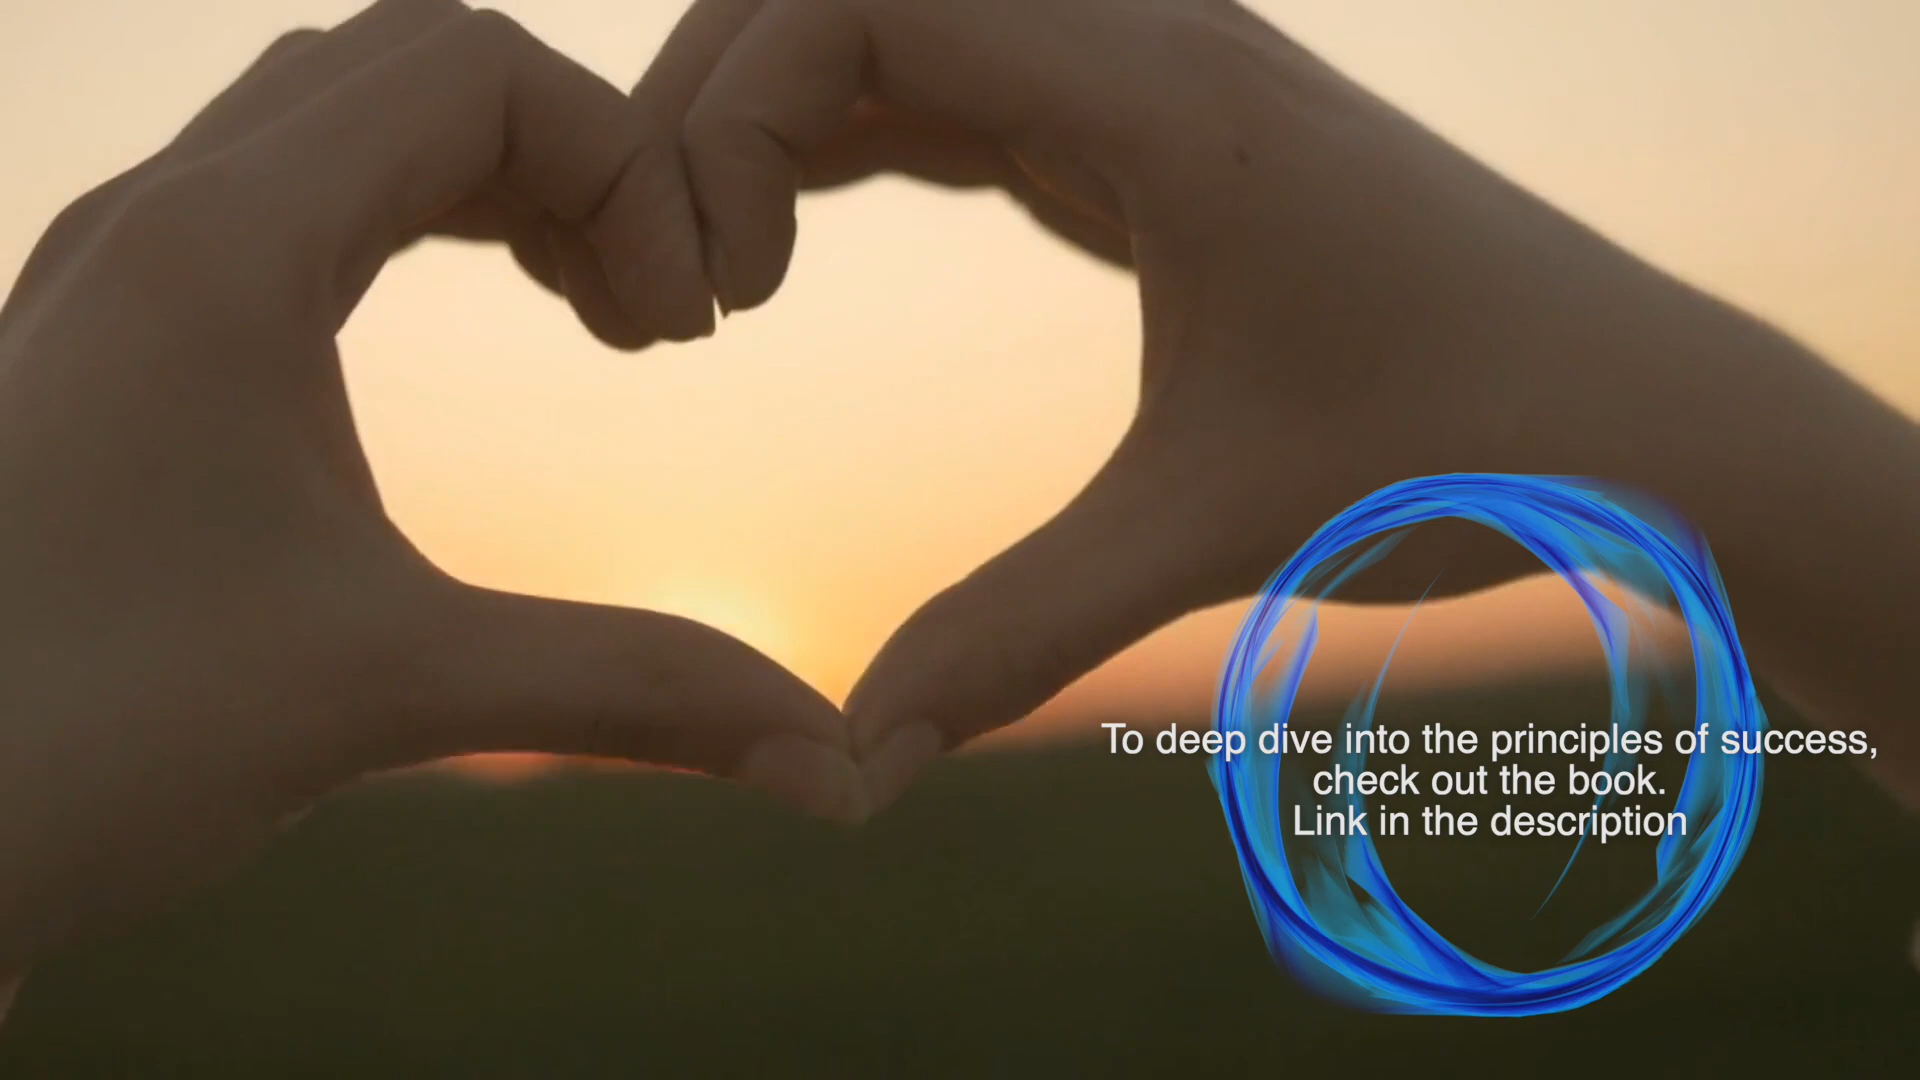 To deep dive into the principles of success,
check out the book.
Link in the description